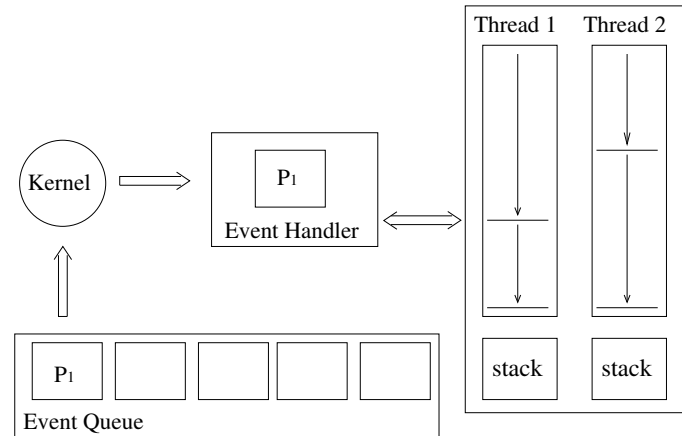 Thread 1 Thread 2
Kernel
P1
Event Handler
P1
Event Queue
stack stack